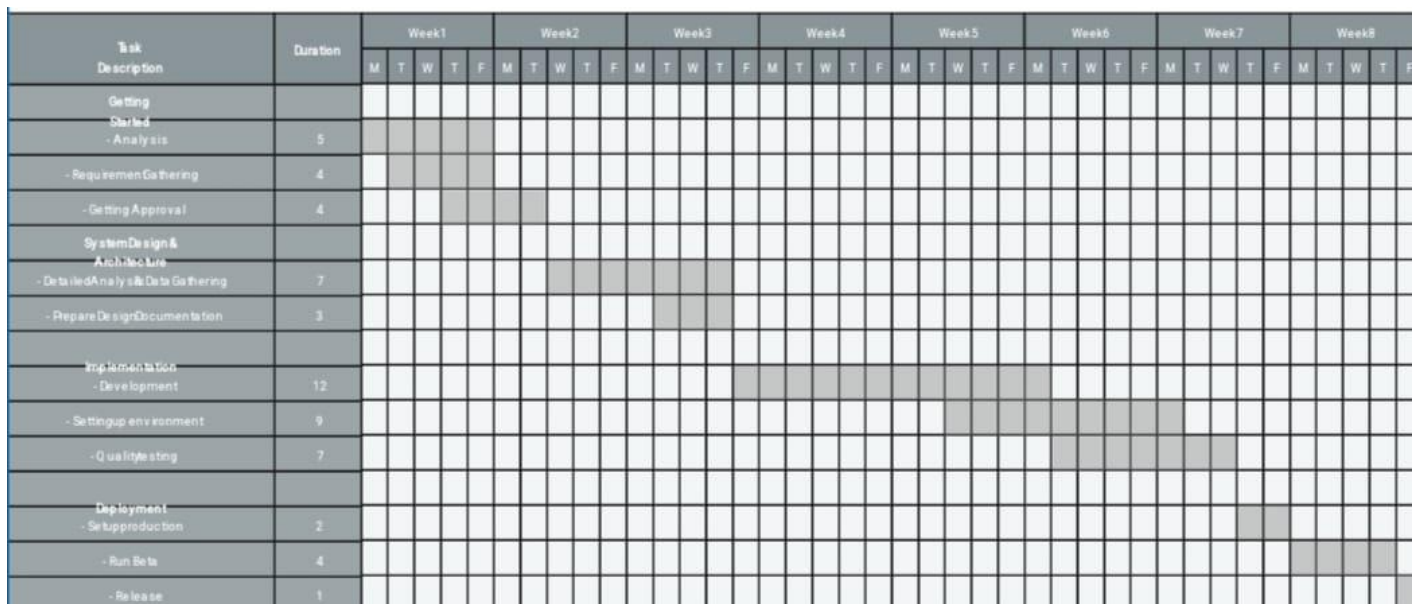 Task
Description
Duration
Week1 Week2 Week3 Week4 Week5 Week6 Week7 Week8
M T W T F M T W T F M T W T F M T W T F M T W T F M T W T F M T W T F M T W T F
Getting
Started
- Analysis 5
- RequirementGathering 4
- Getting Approval 4
SystemDesign &
Architecture
- DetailedAnalysis&Data Gathering 7
- PrepareDesignDocumentation 3
Implementation
- Development 12
- Settingup environment 9
- Qualitytesting 7
Deployment
- Setupproduction 2
- Run Beta 4
- Release 1